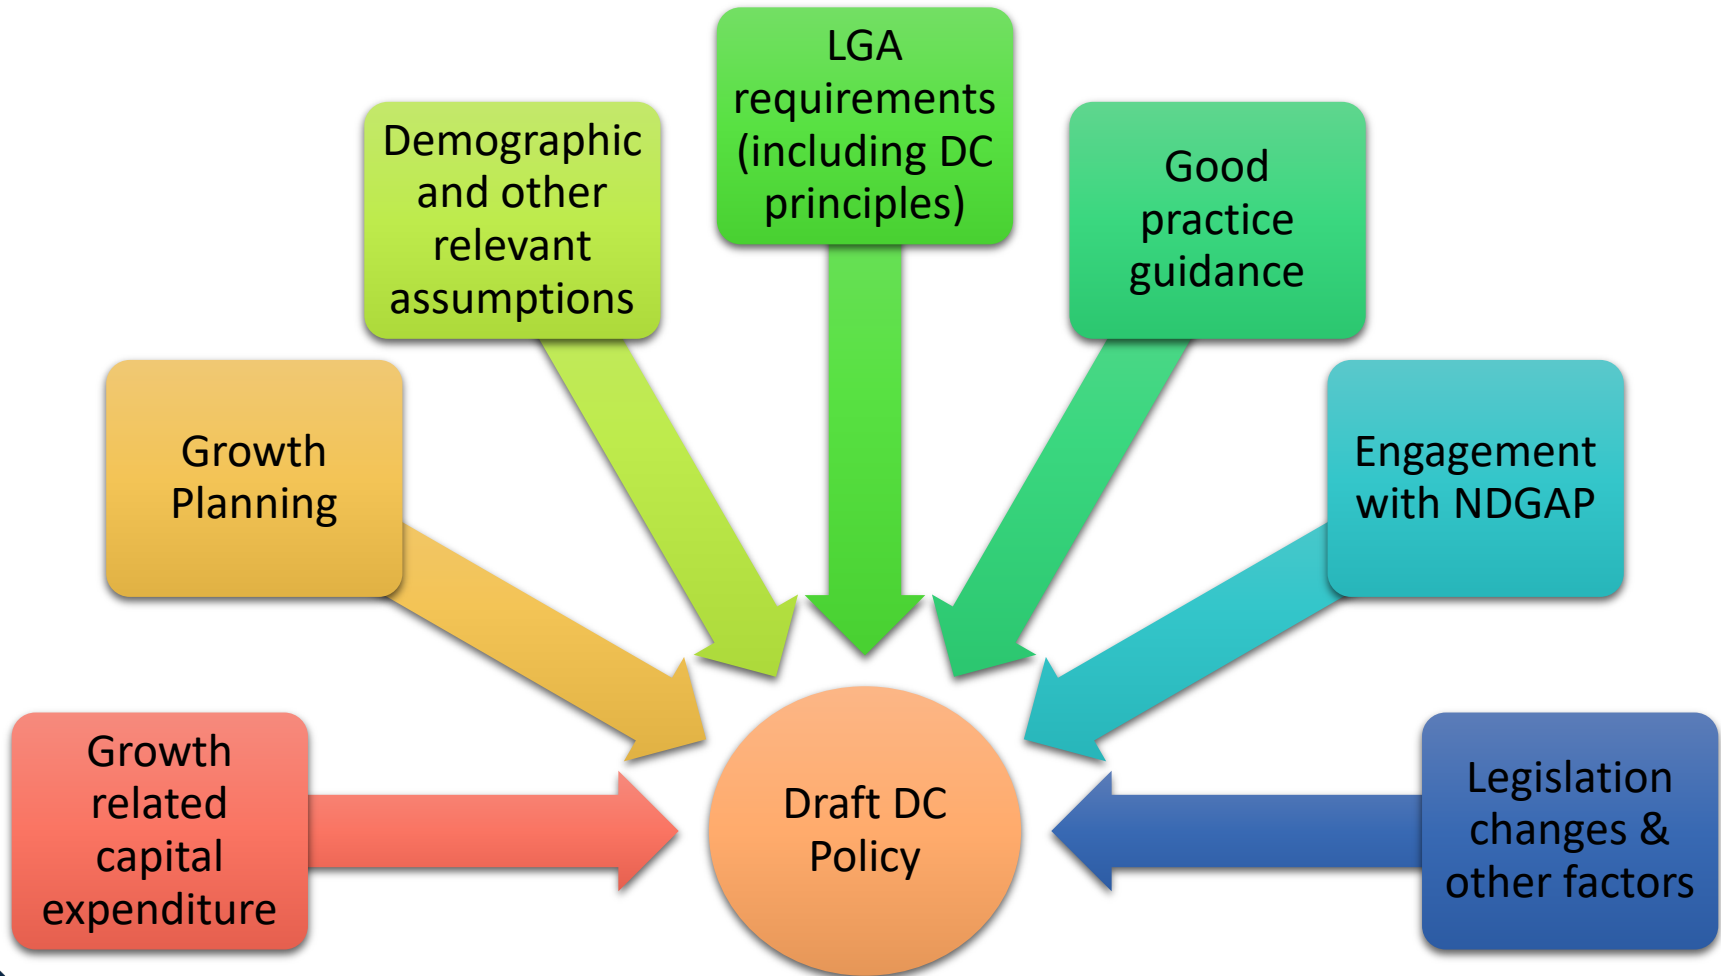 LGA
requirements
(including DC
principles)
Demographic
and other
relevant
assumptions
Good
practice
guidance
Growth
Planning
Engagement
with NDGAP
Growth
related
capital
expenditure
Draft DC
Policy
Legislation
changes &
other factors